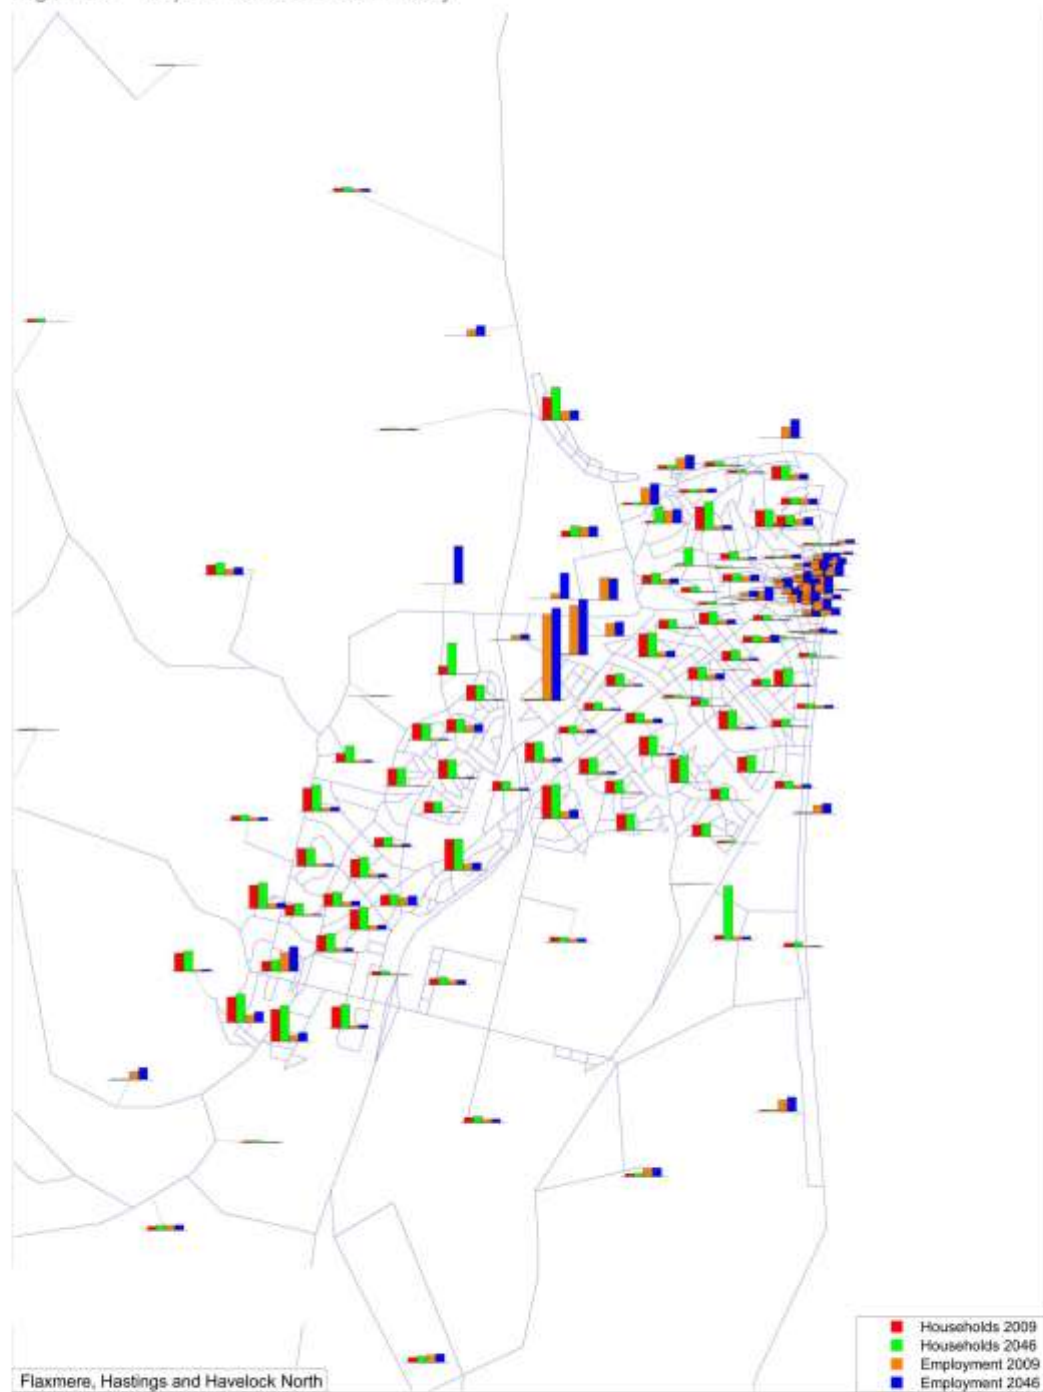 Households 2009
Households 2046
Employment 2009
Employment 2046
Flaxmere, Hastings and Havelock North